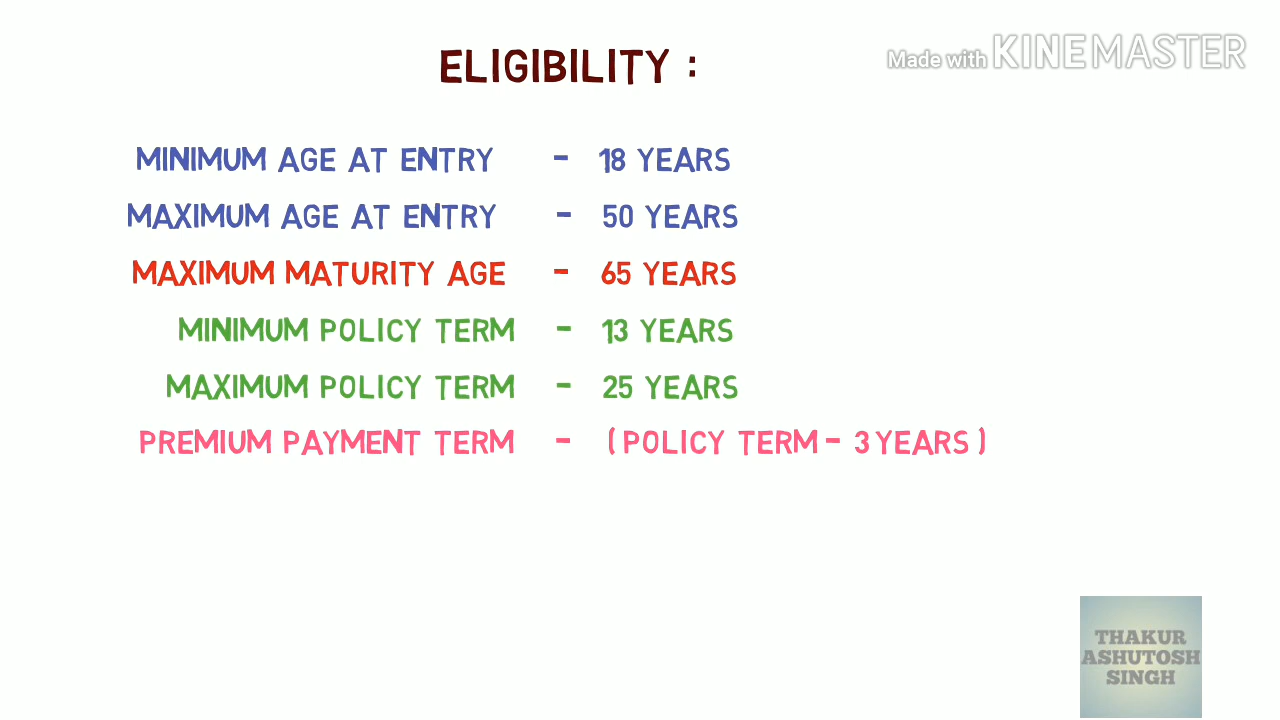 ELIGIBILITY :
Made with KINEMASTER
MINIMUM AGE AT ENTRY - 18 YEARS
MAXIMUM AGE AT ENTRY - 50 YEARS
MAXIMUM MATURITY AGE - 65 YEARS
MINIMUM POLICY TERM - 13 YEARS
MAXIMUM POLICY TERM - 25 YEARS
PREMIUM PAYMENT TERM - (POLICY TERM - 3 YEARS)
THAKUR
ASHUTOSH
SINGH